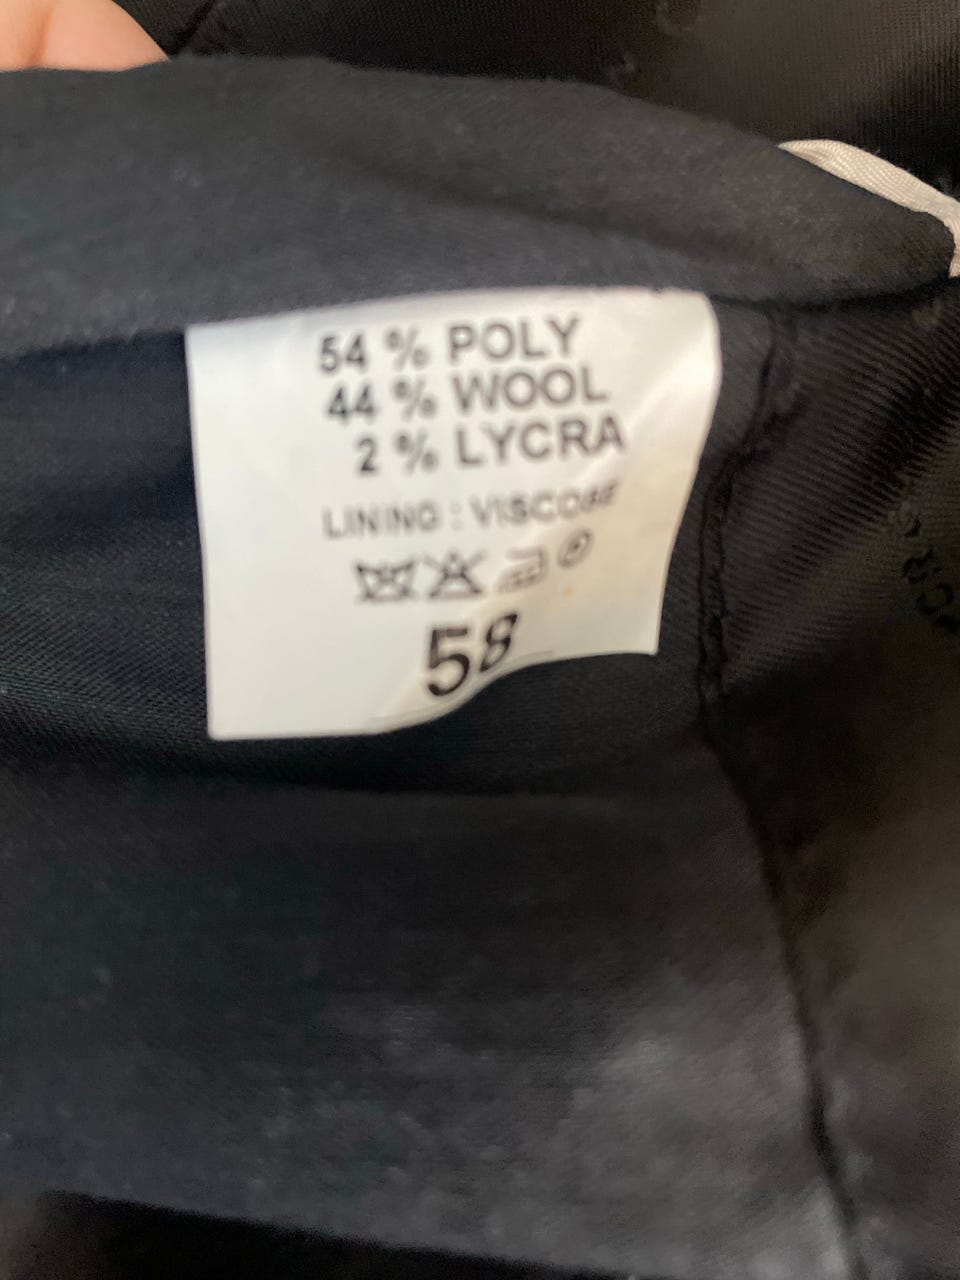 54 % POLY
44 % WOOL
2 % LYCRA
LINING : VISCOSE
P
58